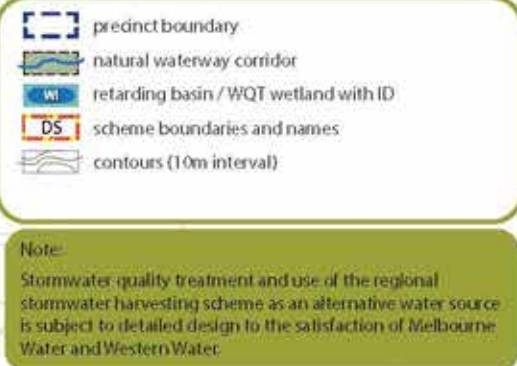 precinct boundary
natural waterway corridor
WI retarding basin / WQT wetland with ID
DS scheme boundaries and names
contours (10m interval)
Note:
Stormwater quality treatment and use of the regional
stormwater harvesting scheme as an alternative water source
is subject to detailed design to the satisfaction of Melbourne
Water and Western Water.